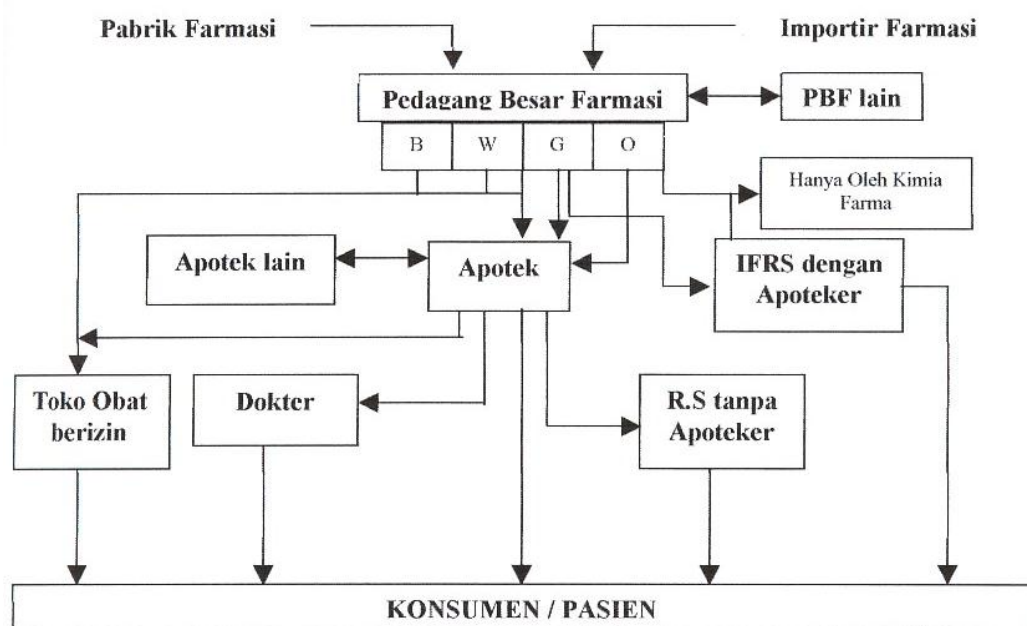 Pabrik Farmasi
Importir Farmasi
Pedagang Besar Farmasi
PBF lain
B
W
G
O
Hanya Oleh Kimia
Farma
Apotek lain
Apotek
IFRS dengan
Apoteker
Toko Obat
berizin
Dokter
R.S tanpa
Apoteker
KONSUMEN / PASIEN